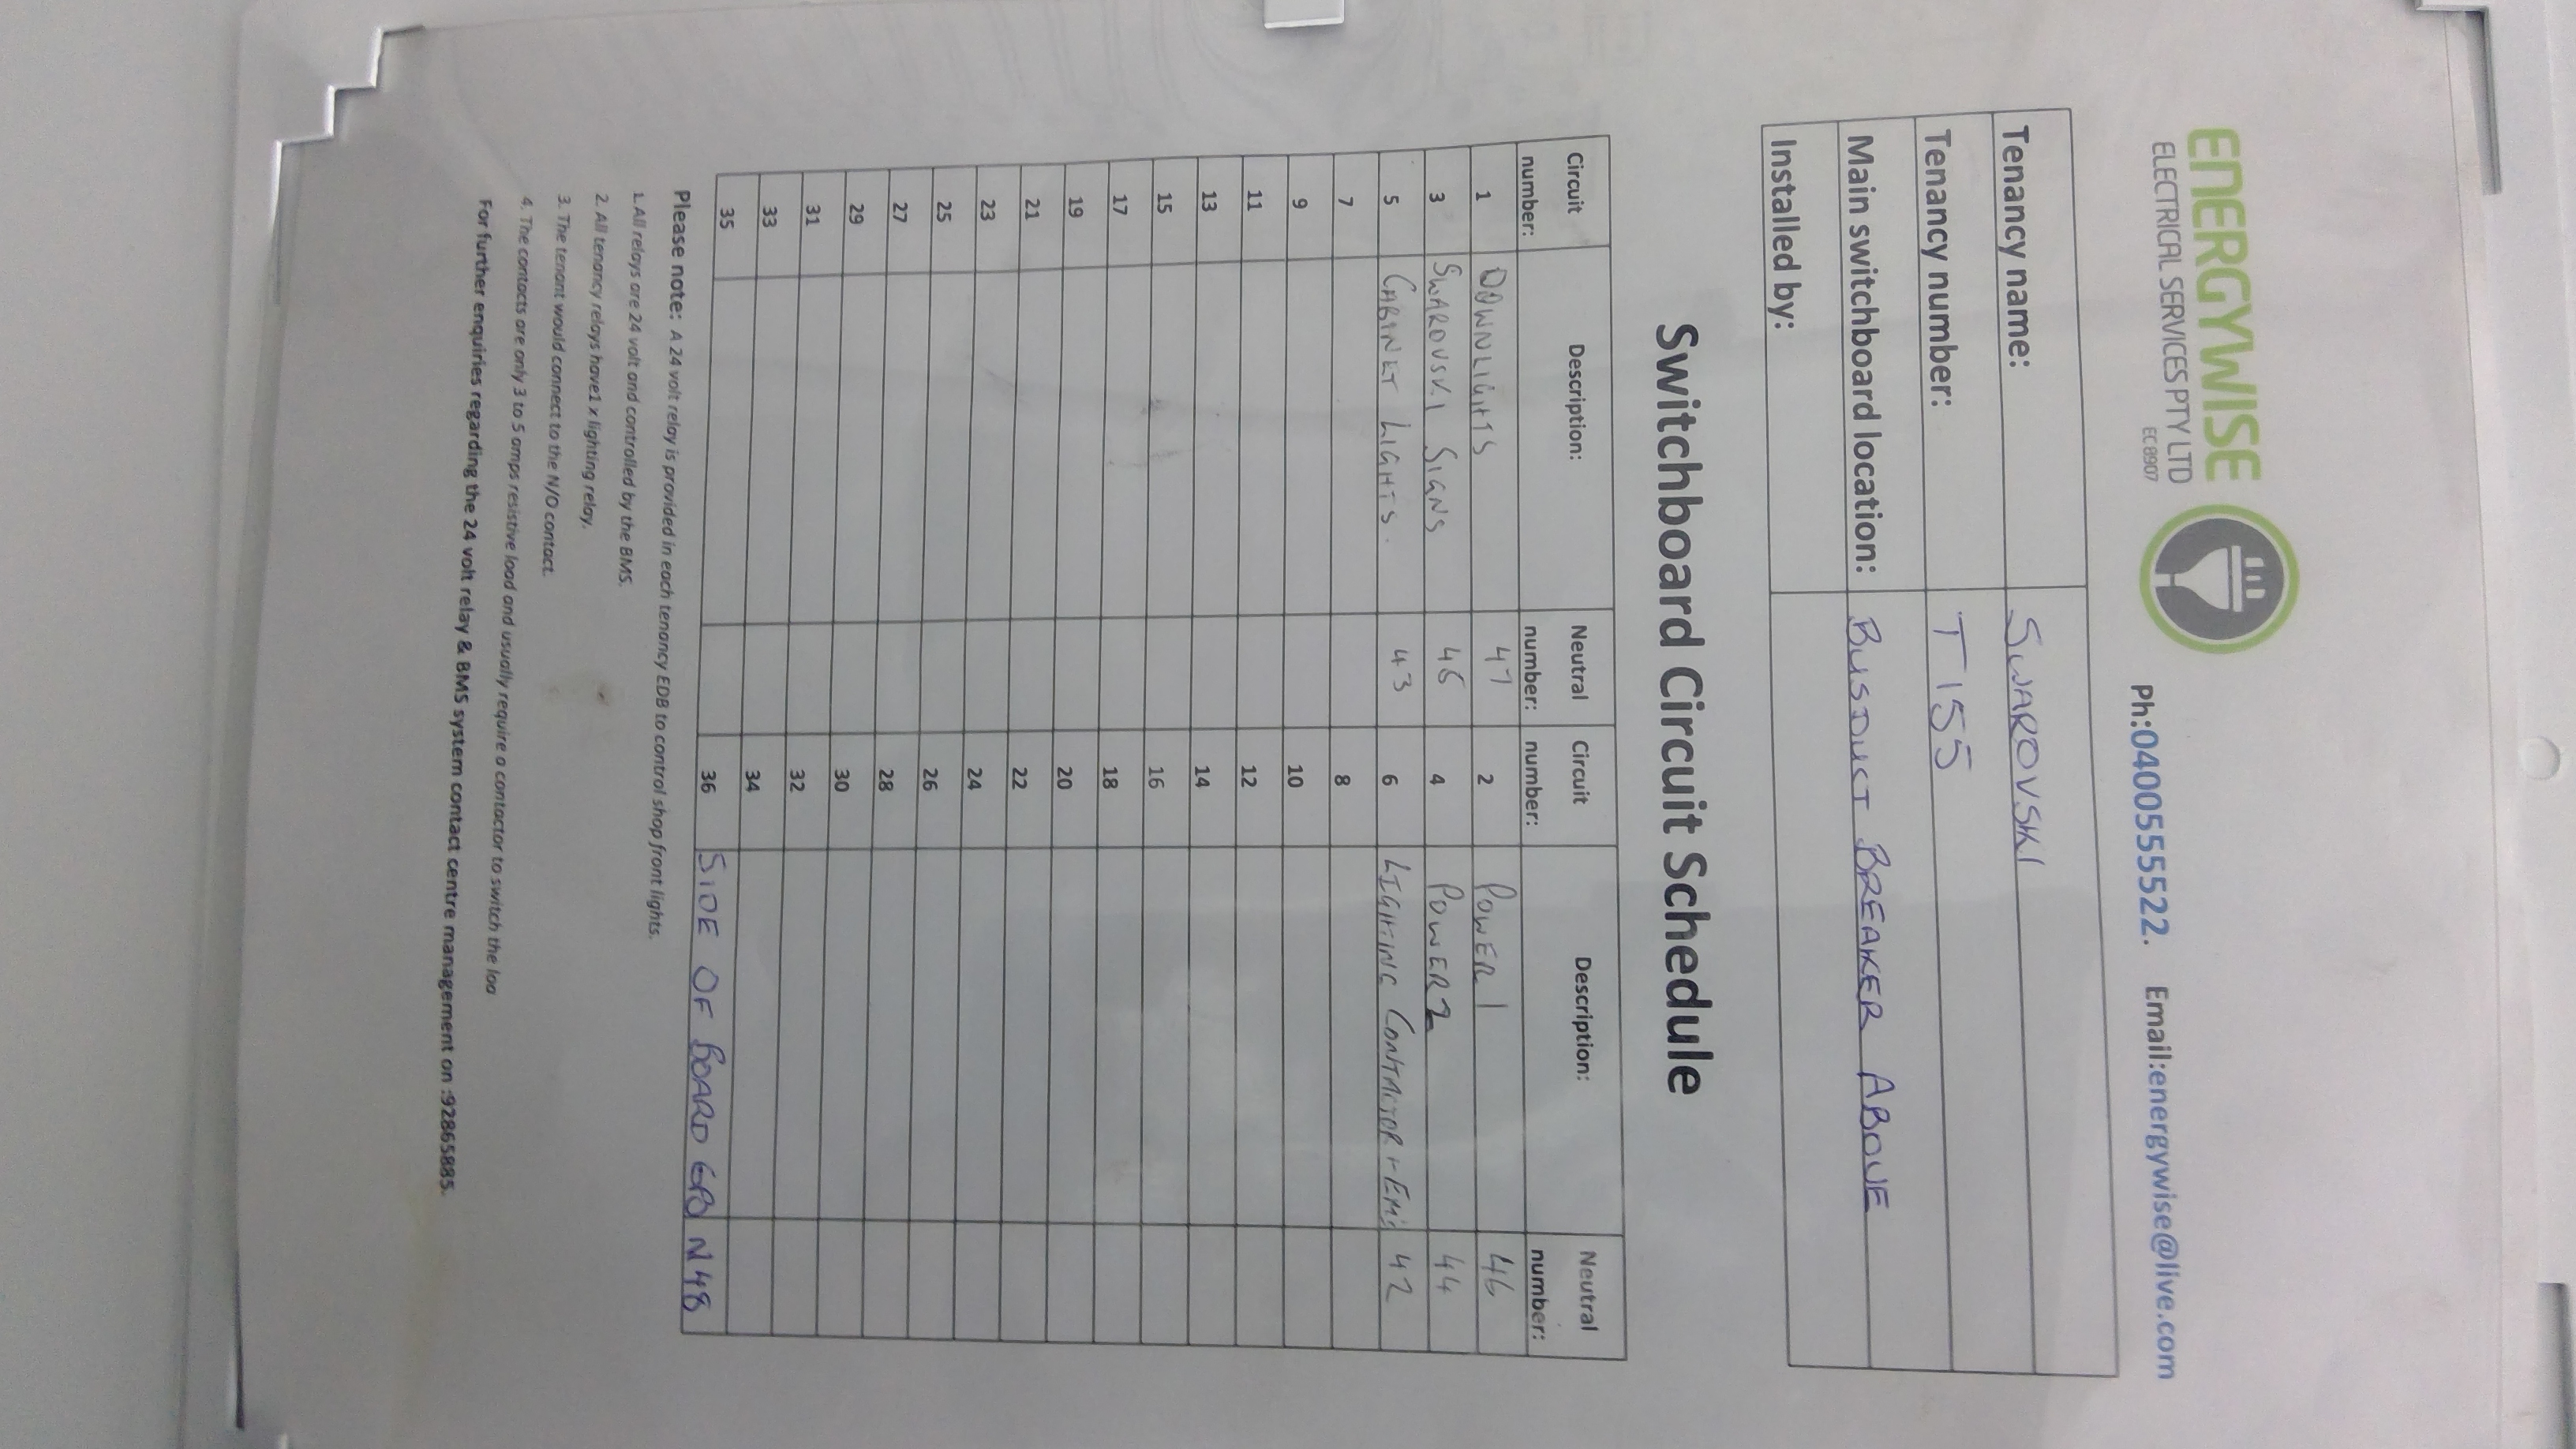 ENERGYWISE
ELECTRICAL SERVICES PTY LTD
EC 8907
Ph:0400555522. Email:energywise@live.com
Tenancy name: SWAROVSKI
Tenancy number: T 155
Main switchboard location: BUSDUCT BREAKER ABOVE
Installed by:
Switchboard Circuit Schedule
Circuit number: Description: Neutral number: Circuit number: Description: Neutral number:
1 DOWNLIGHTS 47 2 POWER 1 46
3 SWAROVSKI SIGNS 2 4 POWER 2 44
5 CABINET LIGHTS. 43 6 LIGHTING CONTACTOR + EM's 42
7 8
9 10
11 12
13 14
15 16
17 18
19 20
21 22
23 24
25 26
27 28
29 30
31 32
33 34
35 36 SIDE OF BOARD GPO N48
Please note: A 24 volt relay is provided in each tenancy EDB to control shop front lights.
1. All relays are 24 volt and controlled by the BMS.
2. All tenancy relays have1 x lighting relay.
3. The tenant would connect to the N/O contact.
4. The contacts are only 3 to 5 amps resistive load and usually require a contactor to switch the loa
For further enquiries regarding the 24 volt relay & BMS system contact centre management on :92865885.